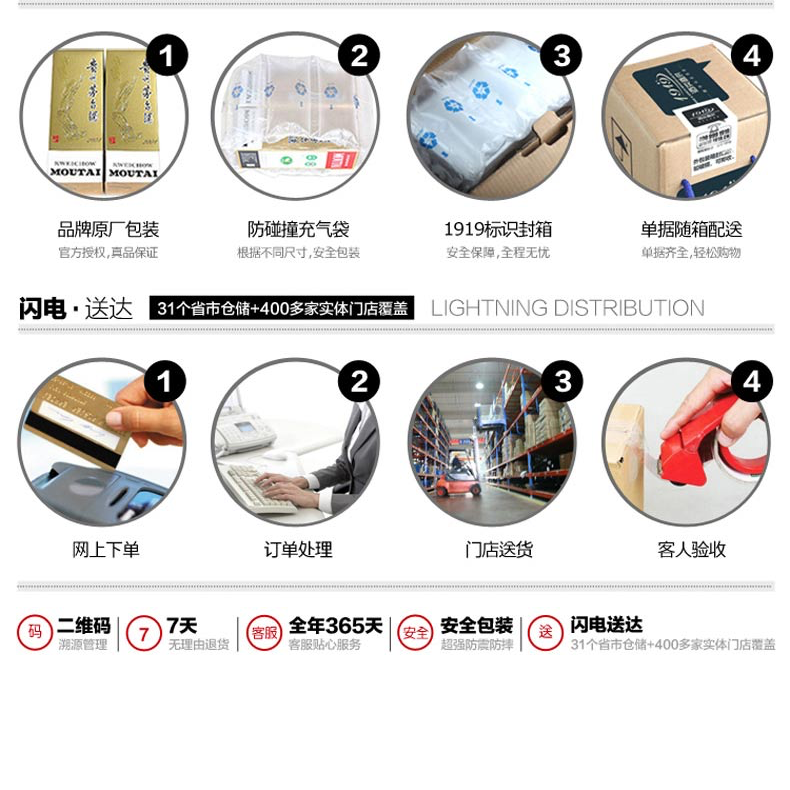 1
2
3
4
贵州茅台酒
KWEICHOW
MOUTAI
KWEICHOW
MOUTAI
1919
品牌原厂包装
防碰撞充气袋
1919标识封箱
单据随箱配送
官方授权,真品保证
根据不同尺寸,安全包装
安全保障,全程无忧
单据齐全,轻松购物
闪电·送达
31个省市仓储+400多家实体门店覆盖
LIGHTNING DISTRIBUTION
1
2
3
4
网上下单
订单处理
门店送货
客人验收
码
二维码
溯源管理
7
7天
无理由退货
客服
全年365天
客服贴心服务
安全
安全包装
超强防震防摔
送
闪电送达
31个省市仓储+400多家实体门店覆盖